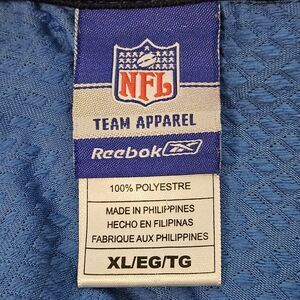 NFL
TEAM APPAREL
Reebok
100% POLYESTRE
MADE IN PHILIPPINES
HECHO EN FILIPINAS
FABRIQUE AUX PHILIPPINES
XL/EG/TG